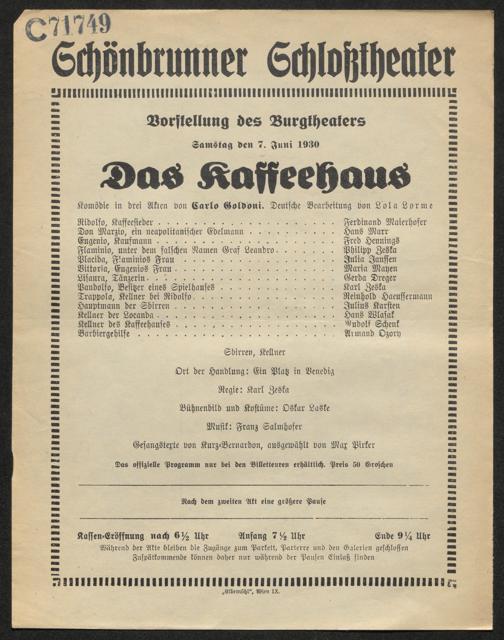 C71749
Schönbrunner Schloßtheater
Vorstellung des Burgtheaters
Samstag den 7. Juni 1930
Das Kaffeehaus
Komödie in drei Akten von Carlo Goldoni. Deutsche Bearbeitung von Lola Lorme
Ridolfo, Kaffeesieder . . . . . . . . . . . . . . . . . . Ferdinand Maierhofer
Don Marzio, ein neapolitanischer Edelmann . . . . . . . . . . Hans Marr
Eugenio, Kaufmann . . . . . . . . . . . . . . . . . . Fred Hennings
Flaminio, unter dem falschen Namen Graf Leandro . . . . . . . Philipp Zeska
Placida, Flaminios Frau . . . . . . . . . . . . . . . . Julia Janssen
Vittoria, Eugenios Frau . . . . . . . . . . . . . . . . Maria Mayen
Lisaura, Tänzerin . . . . . . . . . . . . . . . . . . Gerda Dreger
Pandolfo, Besitzer eines Spielhauses . . . . . . . . . . . . Karl Zeska
Trappola, Kellner bei Ridolfo . . . . . . . . . . . . . . Reinhold Haeussermann
Hauptmann der Sbirren . . . . . . . . . . . . . . . . Julius Karsten
Kellner der Locanda . . . . . . . . . . . . . . . . . Hans Wlasak
Kellner des Kaffeehauses . . . . . . . . . . . . . . . . Rudolf Schenk
Barbiergehilfe . . . . . . . . . . . . . . . . . . . Armand Ozory
Sbirren, Kellner
Ort der Handlung: Ein Platz in Venedig
Regie: Karl Zeska
Bühnenbild und Kostüme: Oskar Laske
Musik: Franz Salmhofer
Gesangstexte von Kurz-Bernardon, ausgewählt von Max Pirker
Das offizielle Programm nur bei den Billetteuren erhältlich. Preis 50 Groschen
Nach dem zweiten Akt eine größere Pause
Kassen-Eröffnung nach 6½ Uhr Anfang 7½ Uhr Ende 9¼ Uhr
Während der Akte bleiben die Zugänge zum Parkett, Parterre und den Galerien geschlossen
Zuspätkommende können daher nur während der Pausen Einlaß finden
„Elbemühl“, Wien IX.